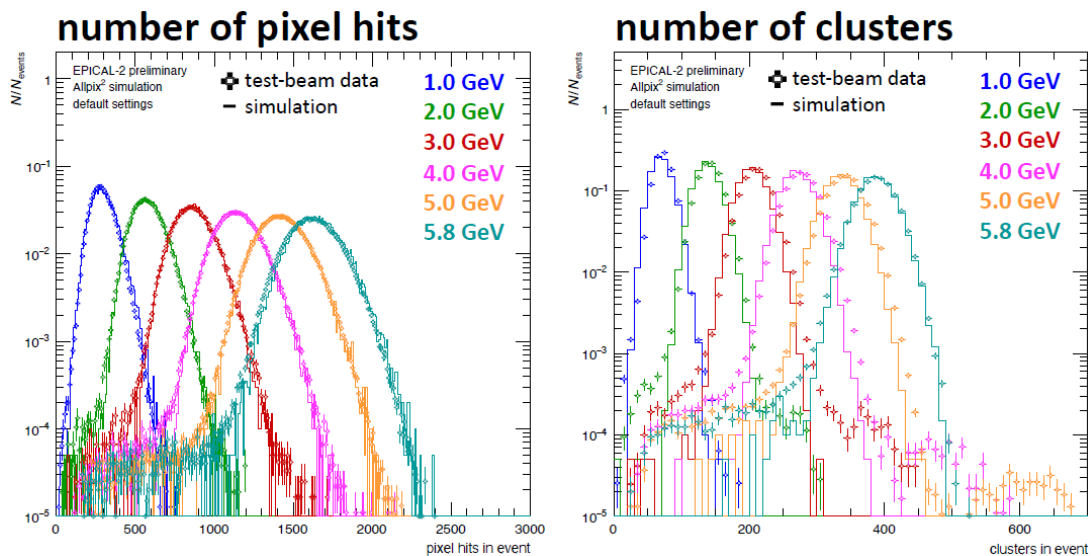 number of pixel hits
N/N_events
EPICAL-2 preliminary
Allpix² simulation
default settings
test-beam data
simulation
1.0 GeV
2.0 GeV
3.0 GeV
4.0 GeV
5.0 GeV
5.8 GeV
1
10⁻¹
10⁻²
10⁻³
10⁻⁴
10⁻⁵
0 500 1000 1500 2000 2500 3000
pixel hits in event
number of clusters
N/N_events
EPICAL-2 preliminary
Allpix² simulation
default settings
test-beam data
simulation
1.0 GeV
2.0 GeV
3.0 GeV
4.0 GeV
5.0 GeV
5.8 GeV
1
10⁻¹
10⁻²
10⁻³
10⁻⁴
10⁻⁵
0 200 400 600
clusters in event